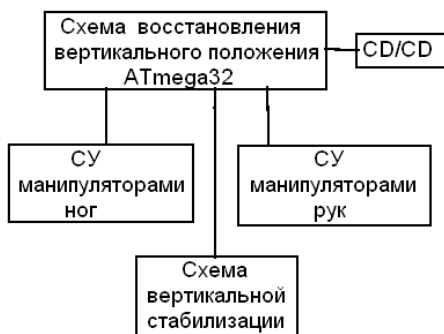 Схема восстановления
вертикального положения
ATmega32
CD/CD
СУ
манипуляторами
ног
СУ
манипуляторами
рук
Схема
вертикальной
стабилизации